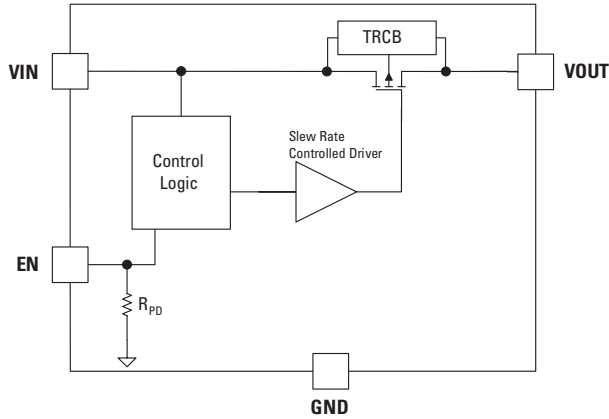 TRCB
VIN
VOUT
Slew Rate
Controlled Driver
Control
Logic
EN
RPD
GND